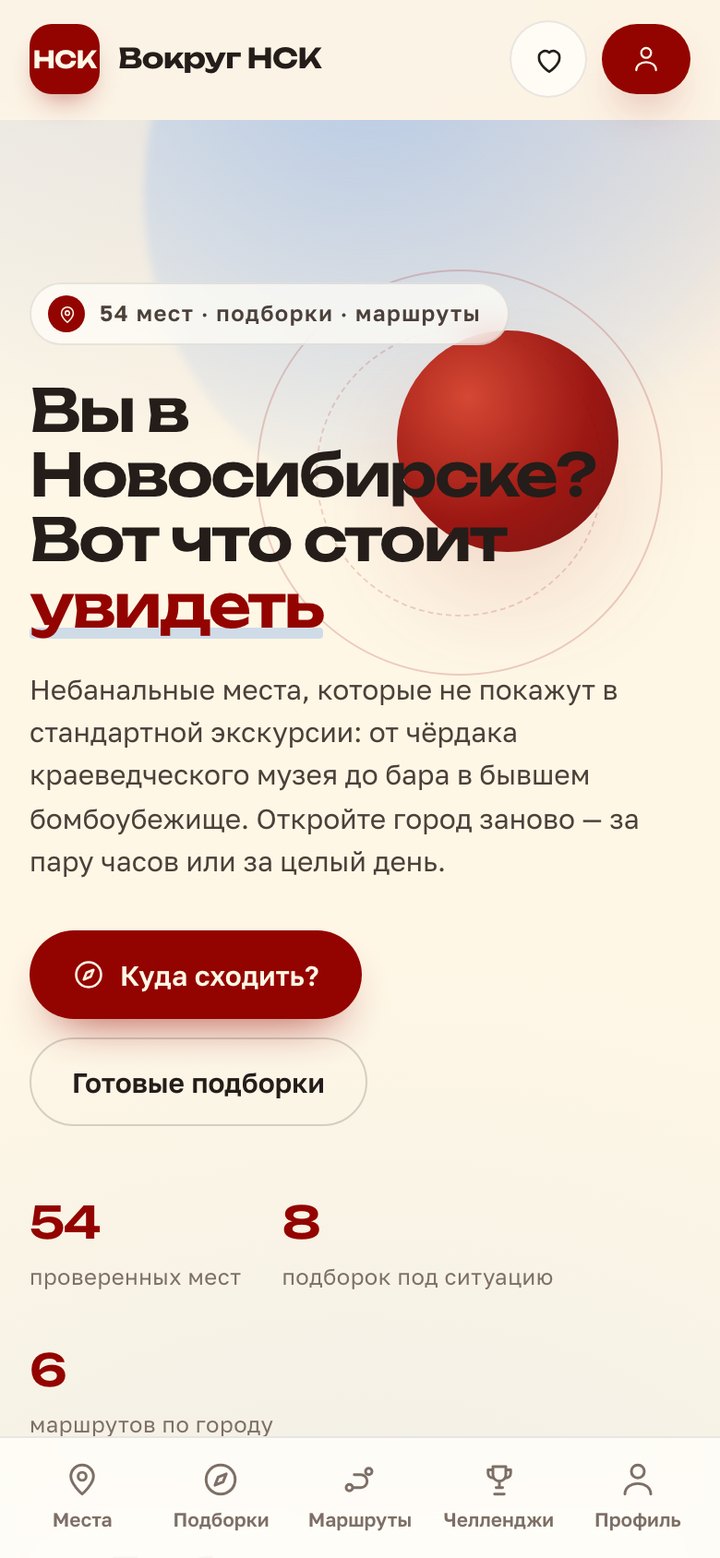 НСК Вокруг НСК
54 мест · подборки · маршруты
Вы в
Новосибирске?
Вот что стоит
увидеть
Небанальные места, которые не покажут в
стандартной экскурсии: от чёрдака
краеведческого музея до бара в бывшем
бомбоубежище. Откройте город заново — за
пару часов или за целый день.
Куда сходить?
Готовые подборки
54 8
проверенных мест подборок под ситуацию
6
маршрутов по городу
Места Подборки Маршруты Челленджи Профиль